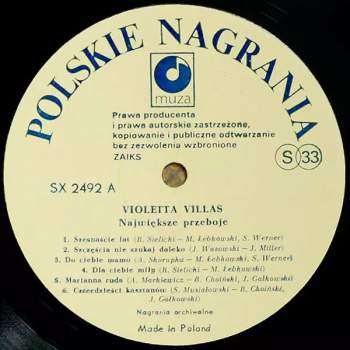 POLSKIE NAGRANIA
muza
Prawa producenta
i prawa autorskie zastrzeżone,
kopiowanie i publiczne odtwarzanie
bez zezwolenia wzbronione
ZAIKS
S 33
SX 2492 A
VIOLETTA VILLAS
Największe przeboje
1. Szesnaście lat (R. Sielicki — M. Łebkowski, S. Werner)
2. Szczęścia nie szukaj daleko (J. Wasowski — J. Miller)
3. Do ciebie mamo (A. Skorupka — M. Łebkowski, S. Werner)
4. Dla ciebie miły (R. Sielicki — M. Łebkowski)
5. Marianna ruda (A. Markiewicz — B. Choiński, J. Gałkowski)
6. Czterdzieści kasztanów (S. Musiałowski — B. Choiński,
J. Gałkowski)
Nagrania archiwalne
Made in Poland